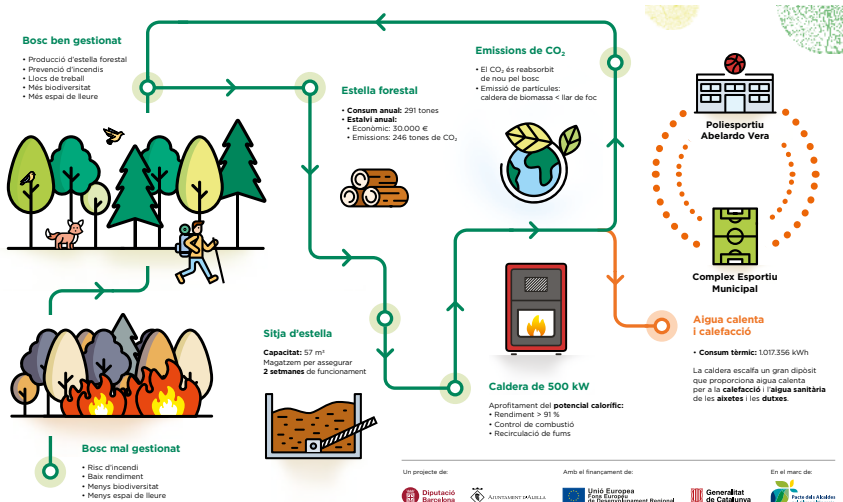 Bosc ben gestionat
• Producció d'estella forestal
• Prevenció d'incendis
• Llocs de treball
• Més biodiversitat
• Més espai de lleure
Estella forestal
• Consum anual: 291 tones
• Estalvi anual:
• Econòmic: 30.000 €
• Emissions: 246 tones de CO₂
Emissions de CO₂
• El CO₂ és reabsorbit
de nou pel bosc
• Emissió de partícules:
caldera de biomassa < llar de foc
Poliesportiu
Abelardo Vera
Complex Esportiu
Municipal
Aigua calenta
i calefacció
• Consum tèrmic: 1.017.356 kWh
La caldera escalfa un gran dipòsit
que proporciona aigua calenta
per a la calefacció i l'aigua sanitària
de les aixetes i les dutxes.
Sitja d'estella
Capacitat: 57 m³
Magatzem per assegurar
2 setmanes de funcionament
Caldera de 500 kW
Aprofitament del potencial calorífic:
• Rendiment > 91 %
• Control de combustió
• Recirculació de fums
Bosc mal gestionat
• Risc d'incendi
• Baix rendiment
• Menys biodiversitat
• Menys espai de lleure
Un projecte de:
Amb el finançament de:
En el marc de:
Diputació
Barcelona
Ajuntament d'Alella
Unió Europea
Fons Europeu
de Desenvolupament Regional
Generalitat
de Catalunya
Pacte dels Alcaldes